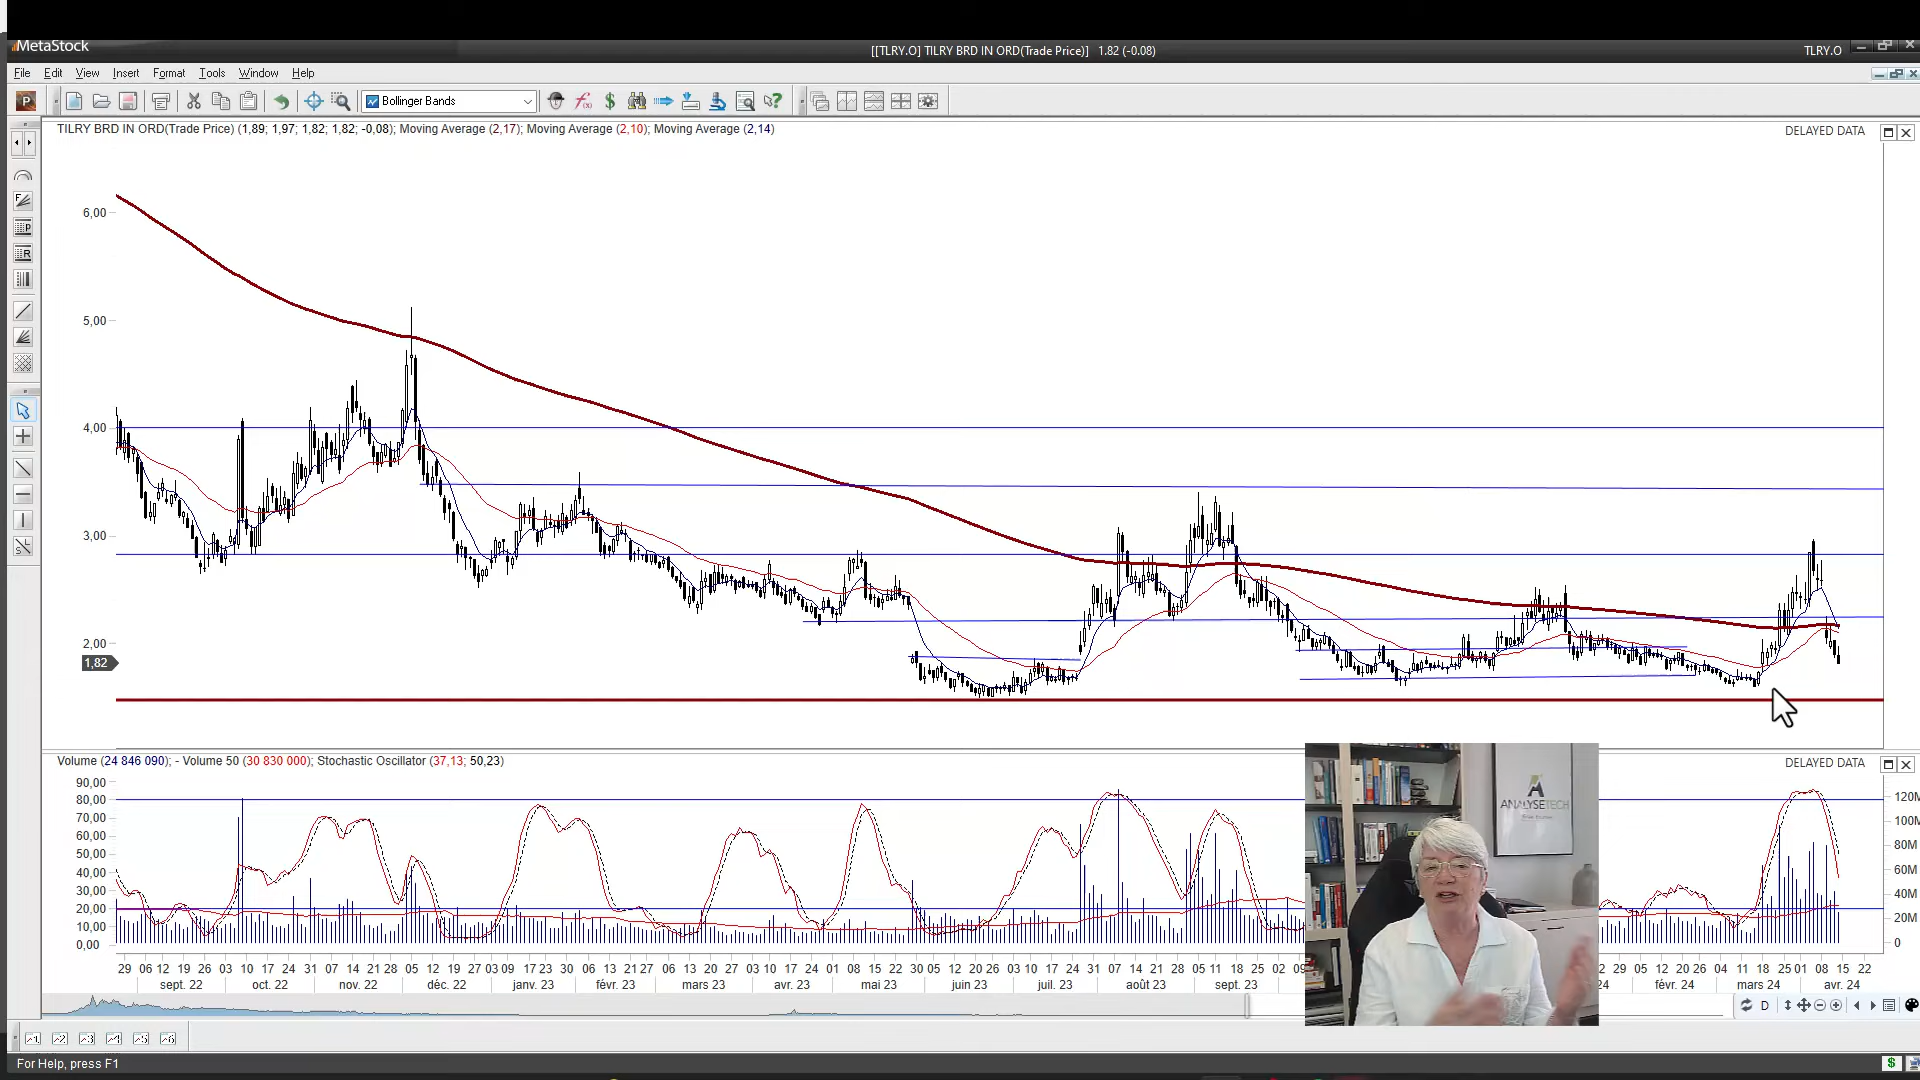 MetaStock
[[TLRY.O] TILRY BRD IN ORD(Trade Price)] 1.82 (-0.08)
TLRY.O
File Edit View Insert Format Tools Window Help
Bollinger Bands
TILRY BRD IN ORD(Trade Price) (1,89; 1,97; 1,82; 1,82; -0,08); Moving Average (2,17); Moving Average (2,10); Moving Average (2,14)
DELAYED DATA
6,00
5,00
4,00
3,00
2,00
1,82
Volume (24 846 090); - Volume 50 (30 830 000); Stochastic Oscillator (37,13; 50,23)
DELAYED DATA
90,00
80,00
70,00
60,00
50,00
40,00
30,00
20,00
10,00
0,00
120M
100M
80M
60M
40M
20M
0
ANALYSETECH
29 06 12 19 26 03 10 17 24 31 07 14 21 28 05 12 19 27 03 09 17 23 30 06 13 21 27 06 13 20 27 03 10 17 24 01 08 15 22 30 05 12 20 26 03 10 17 24 31 07 14 21 28 05 11 18 25 02 29 05 12 20 26 04 11 18 25 01 08 15 22
sept. 22 oct. 22 nov. 22 déc. 22 janv. 23 févr. 23 mars 23 avr. 23 mai 23 juin 23 juil. 23 août 23 sept. 23 févr. 24 mars 24 avr. 24
D
For Help, press F1